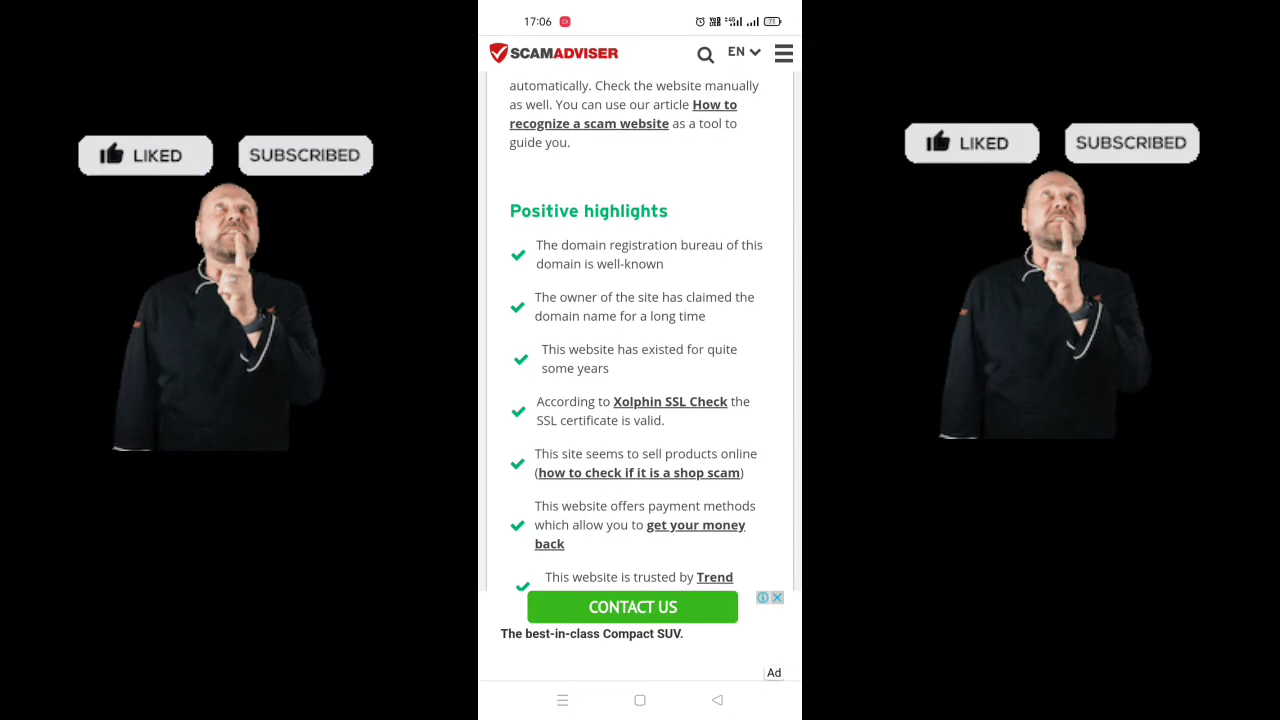 17:06
SCAMADVISER
EN
automatically. Check the website manually
as well. You can use our article How to
recognize a scam website as a tool to
guide you.
LIKED
SUBSCRIBED
LIKED
SUBSCRIBED
Positive highlights
The domain registration bureau of this
domain is well-known
The owner of the site has claimed the
domain name for a long time
This website has existed for quite
some years
According to Xolphin SSL Check the
SSL certificate is valid.
This site seems to sell products online
(how to check if it is a shop scam)
This website offers payment methods
which allow you to get your money
back
This website is trusted by Trend
CONTACT US
The best-in-class Compact SUV.
Ad